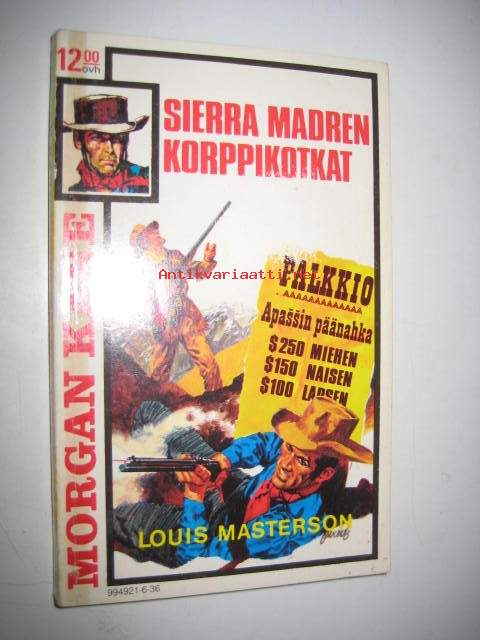 12.00
ovh
SIERRA MADREN
KORPPIKOTKAT
MORGAN KANE
Antikvariaatti.net
PALKKIO
Apaššin päänahka
$250 MIEHEN
$150 NAISEN
$100 LAPSEN
LOUIS MASTERSON
994921-6-36